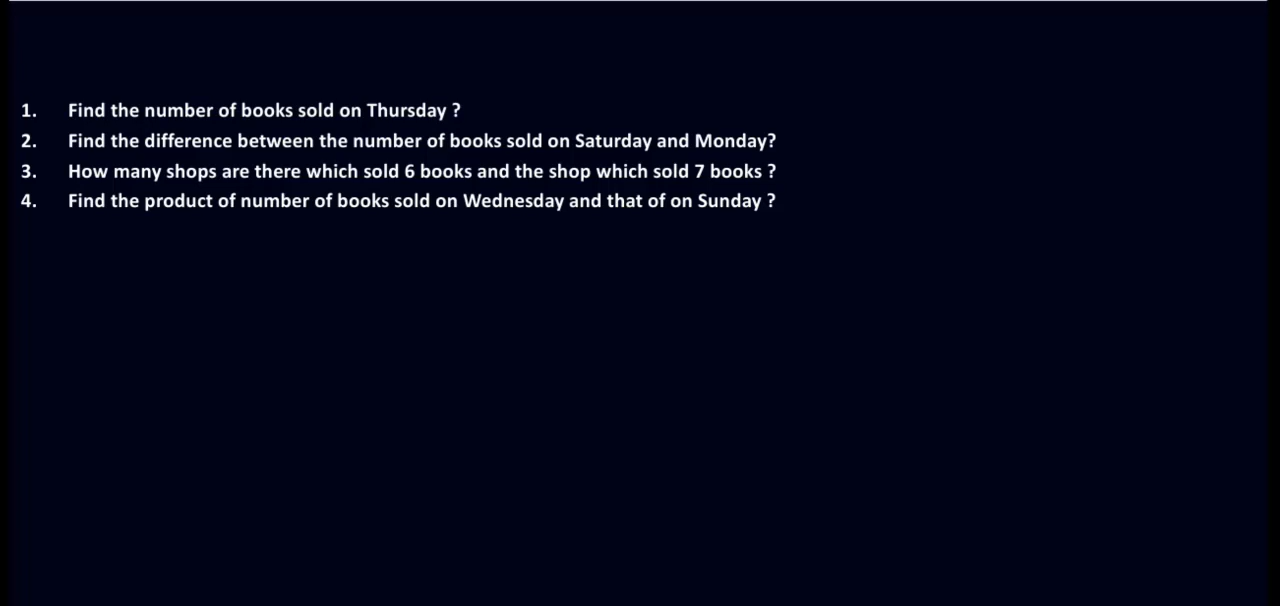 1. Find the number of books sold on Thursday ?
2. Find the difference between the number of books sold on Saturday and Monday?
3. How many shops are there which sold 6 books and the shop which sold 7 books ?
4. Find the product of number of books sold on Wednesday and that of on Sunday ?